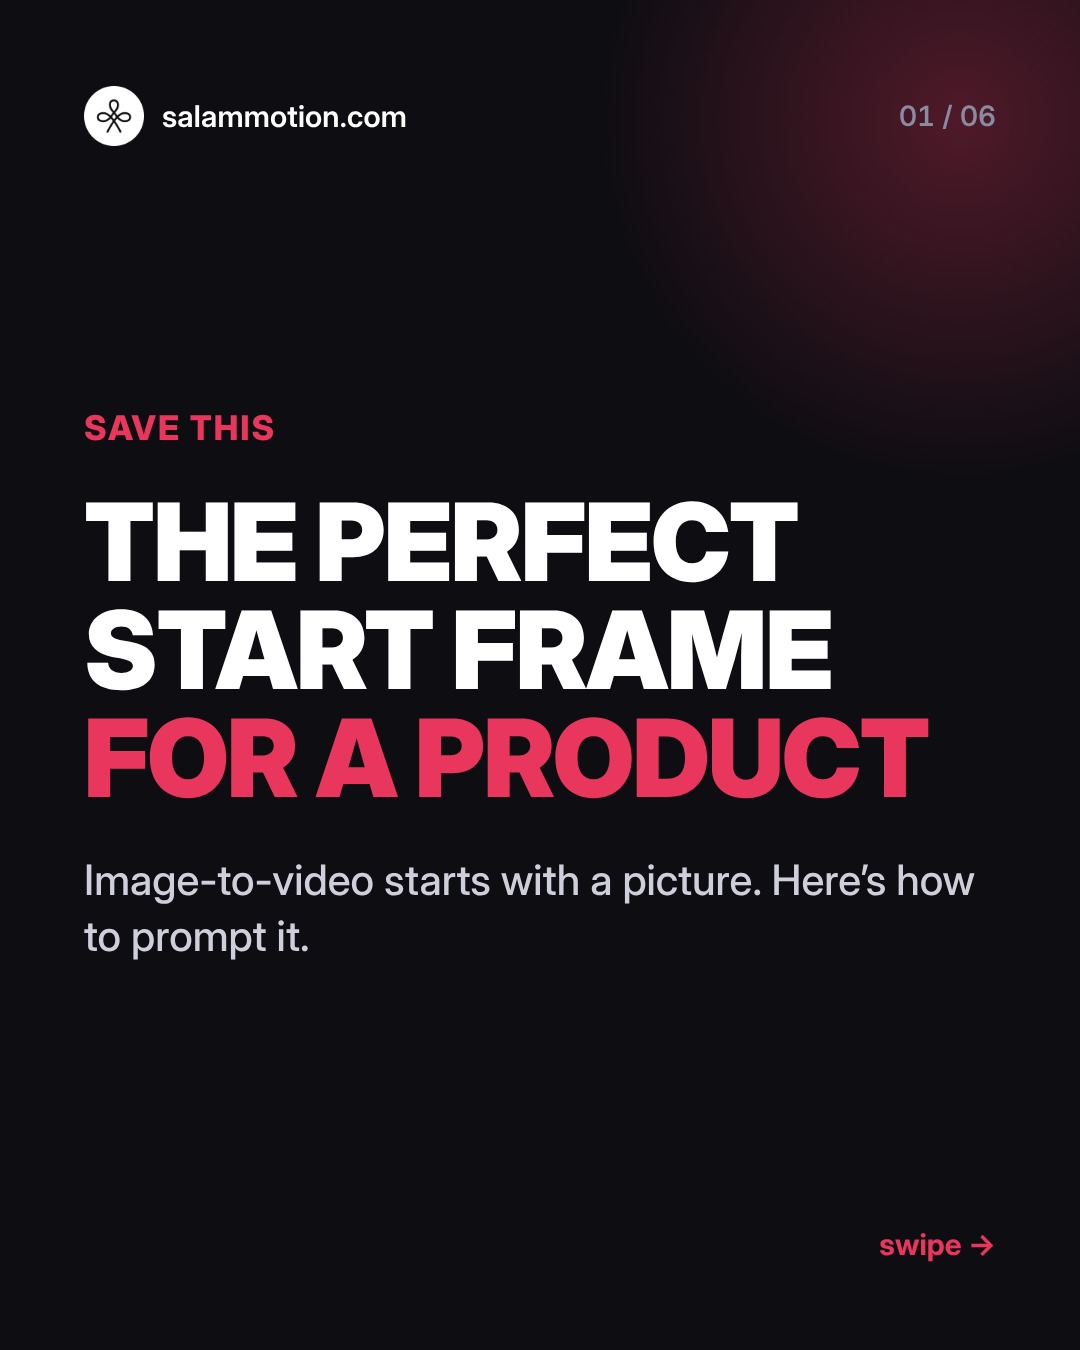 salammotion.com
01 / 06
SAVE THIS
THE PERFECT
START FRAME
FOR A PRODUCT
Image-to-video starts with a picture. Here’s how
to prompt it.
swipe →